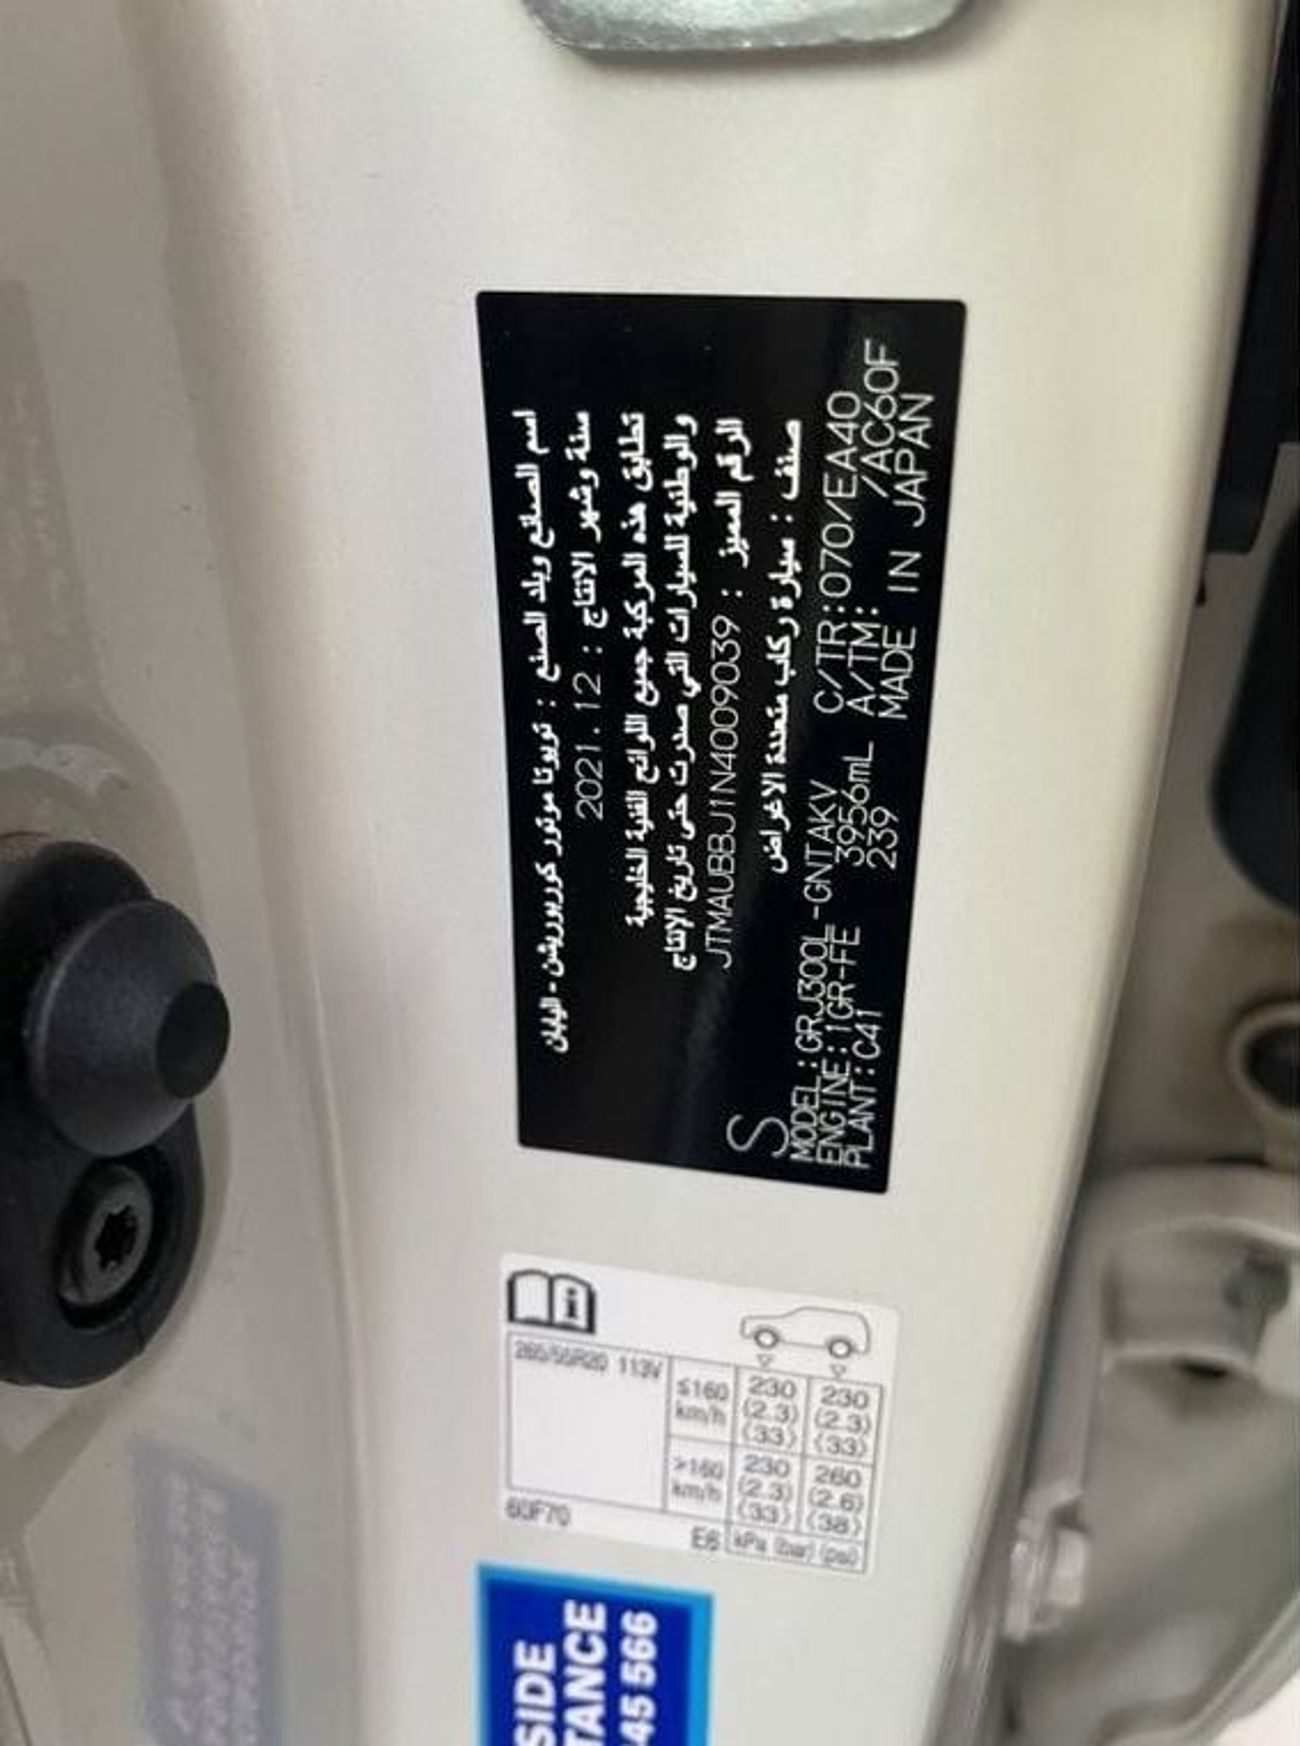 اسم الصانع وبلد الصنع : تويوتا موتور كوربوريشن - اليابان
سنة وشهر الانتاج : 2021.12
تطابق هذه المركبة جميع اللوائح الفنية الخليجية
والوطنية للسيارات التي صدرت حتى تاريخ الإنتاج
الرقم المميز : JTMAUBBJ1N4009039
صنف : سيارة ركاب متعددة الاغراض
S
MODEL:GRJ300L-GNTAKV C/TR:070/EA40
ENGINE:1GR-FE 3956mL A/TM: /AC60F
PLANT:C41 239 MADE IN JAPAN
265/55R20 113V
≤160 km/h 230 (2.3) (33) 230 (2.3) (33)
>160 km/h 230 (2.3) (33) 260 (2.6) (38)
60F70 E6 kPa (bar) (psi)
SIDE
TANCE
45 566